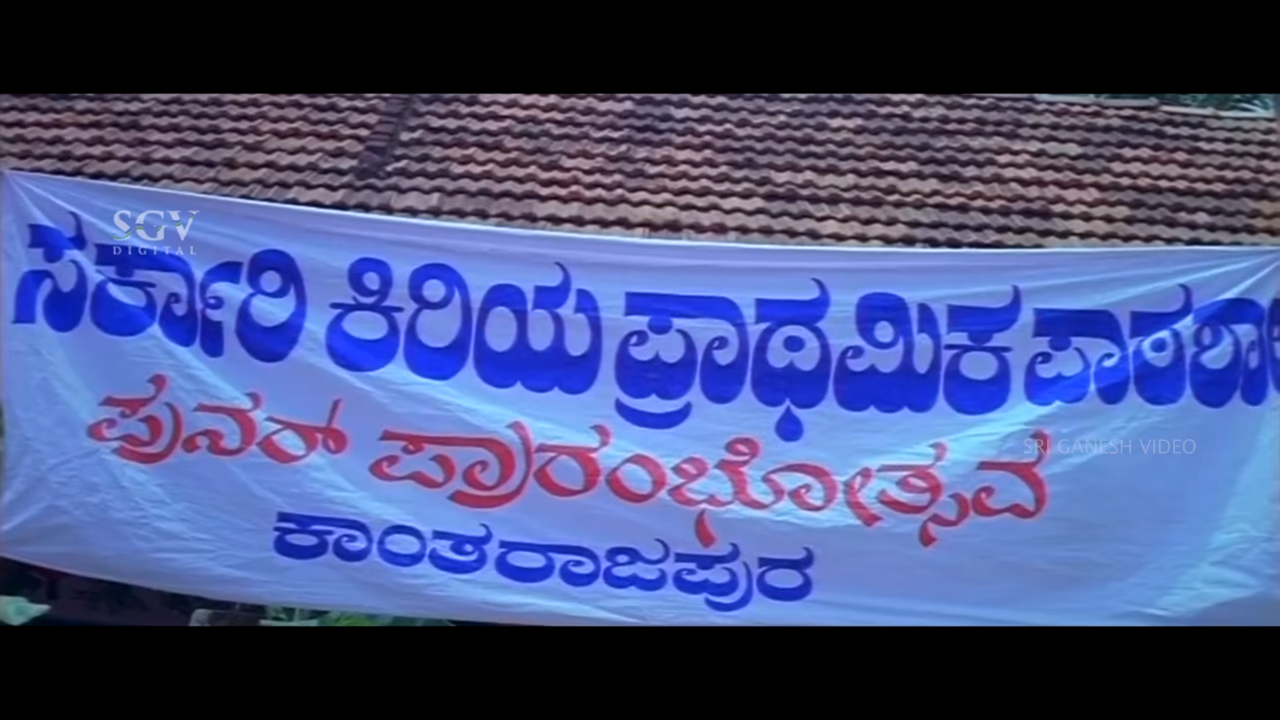 SGV
DIGITAL
ಸರ್ಕಾರಿ ಕಿರಿಯ ಪ್ರಾಥಮಿಕ
ಪುನರ್ ಪ್ರಾರಂಭೋತ್ಸವ
SRI GANESH VIDEO
ಕಾಂತರಾಜಪುರ